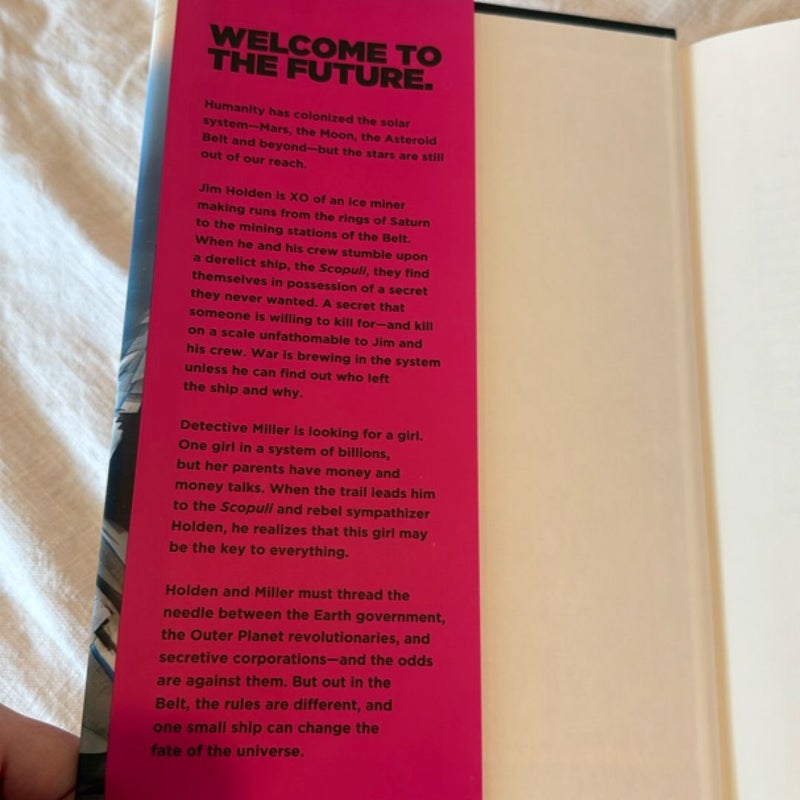 WELCOME TO
THE FUTURE.
Humanity has colonized the solar
system—Mars, the Moon, the Asteroid
Belt and beyond—but the stars are still
out of our reach.
Jim Holden is XO of an ice miner
making runs from the rings of Saturn
to the mining stations of the Belt.
When he and his crew stumble upon
a derelict ship, the Scopuli, they find
themselves in possession of a secret
they never wanted. A secret that
someone is willing to kill for—and kill
on a scale unfathomable to Jim and
his crew. War is brewing in the system
unless he can find out who left
the ship and why.
Detective Miller is looking for a girl.
One girl in a system of billions,
but her parents have money and
money talks. When the trail leads him
to the Scopuli and rebel sympathizer
Holden, he realizes that this girl may
be the key to everything.
Holden and Miller must thread the
needle between the Earth government,
the Outer Planet revolutionaries, and
secretive corporations—and the odds
are against them. But out in the
Belt, the rules are different, and
one small ship can change the
fate of the universe.